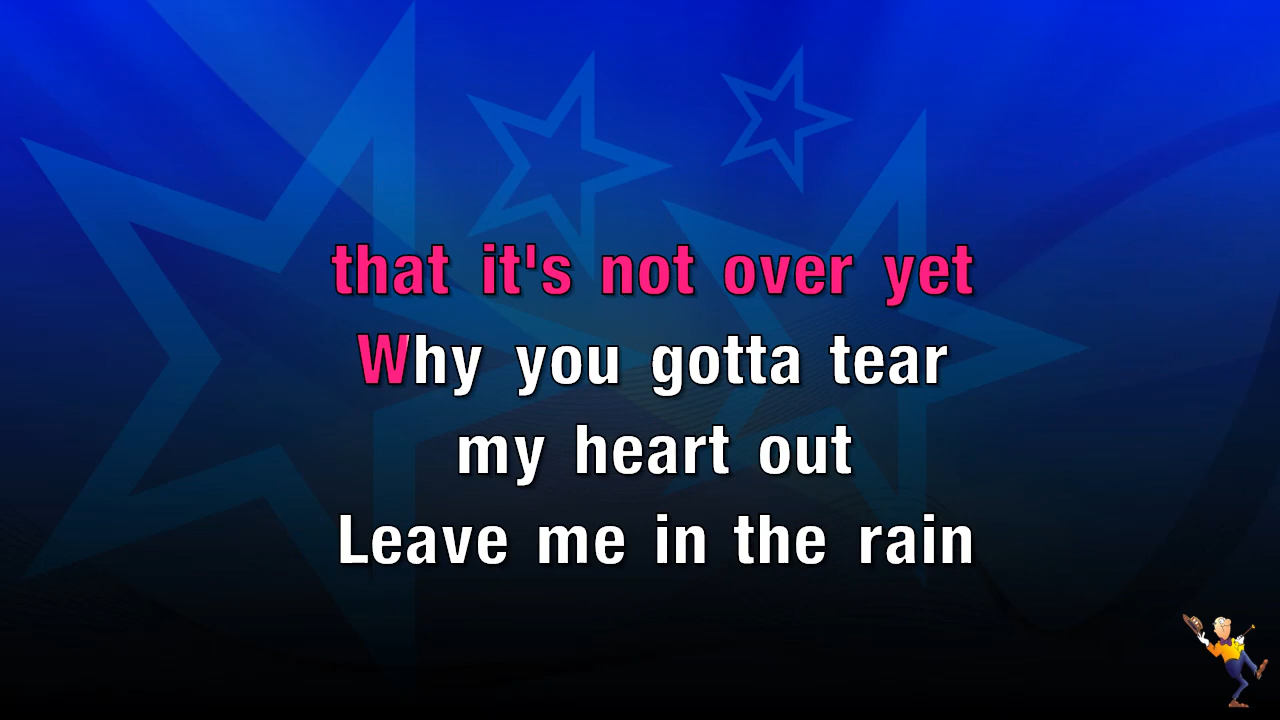 that it's not over yet
Why you gotta tear
my heart out
Leave me in the rain